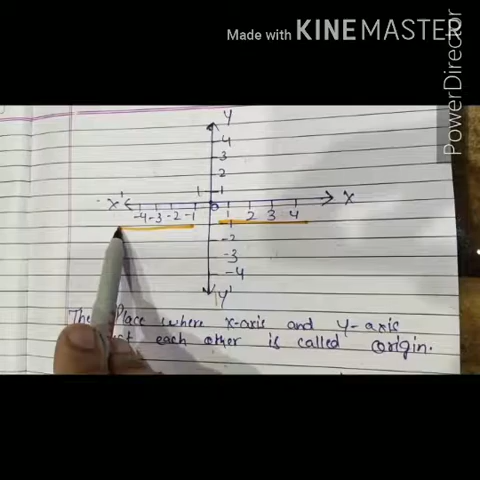 Made with KINEMASTER
PowerDirector
Y
4
3
2
1 1
X' -4 -3 -2 -1 0 1 2 3 4 X
-1
-2
-3
-4
Y'
The Place where x-axis and y-axis
each other is called origin.